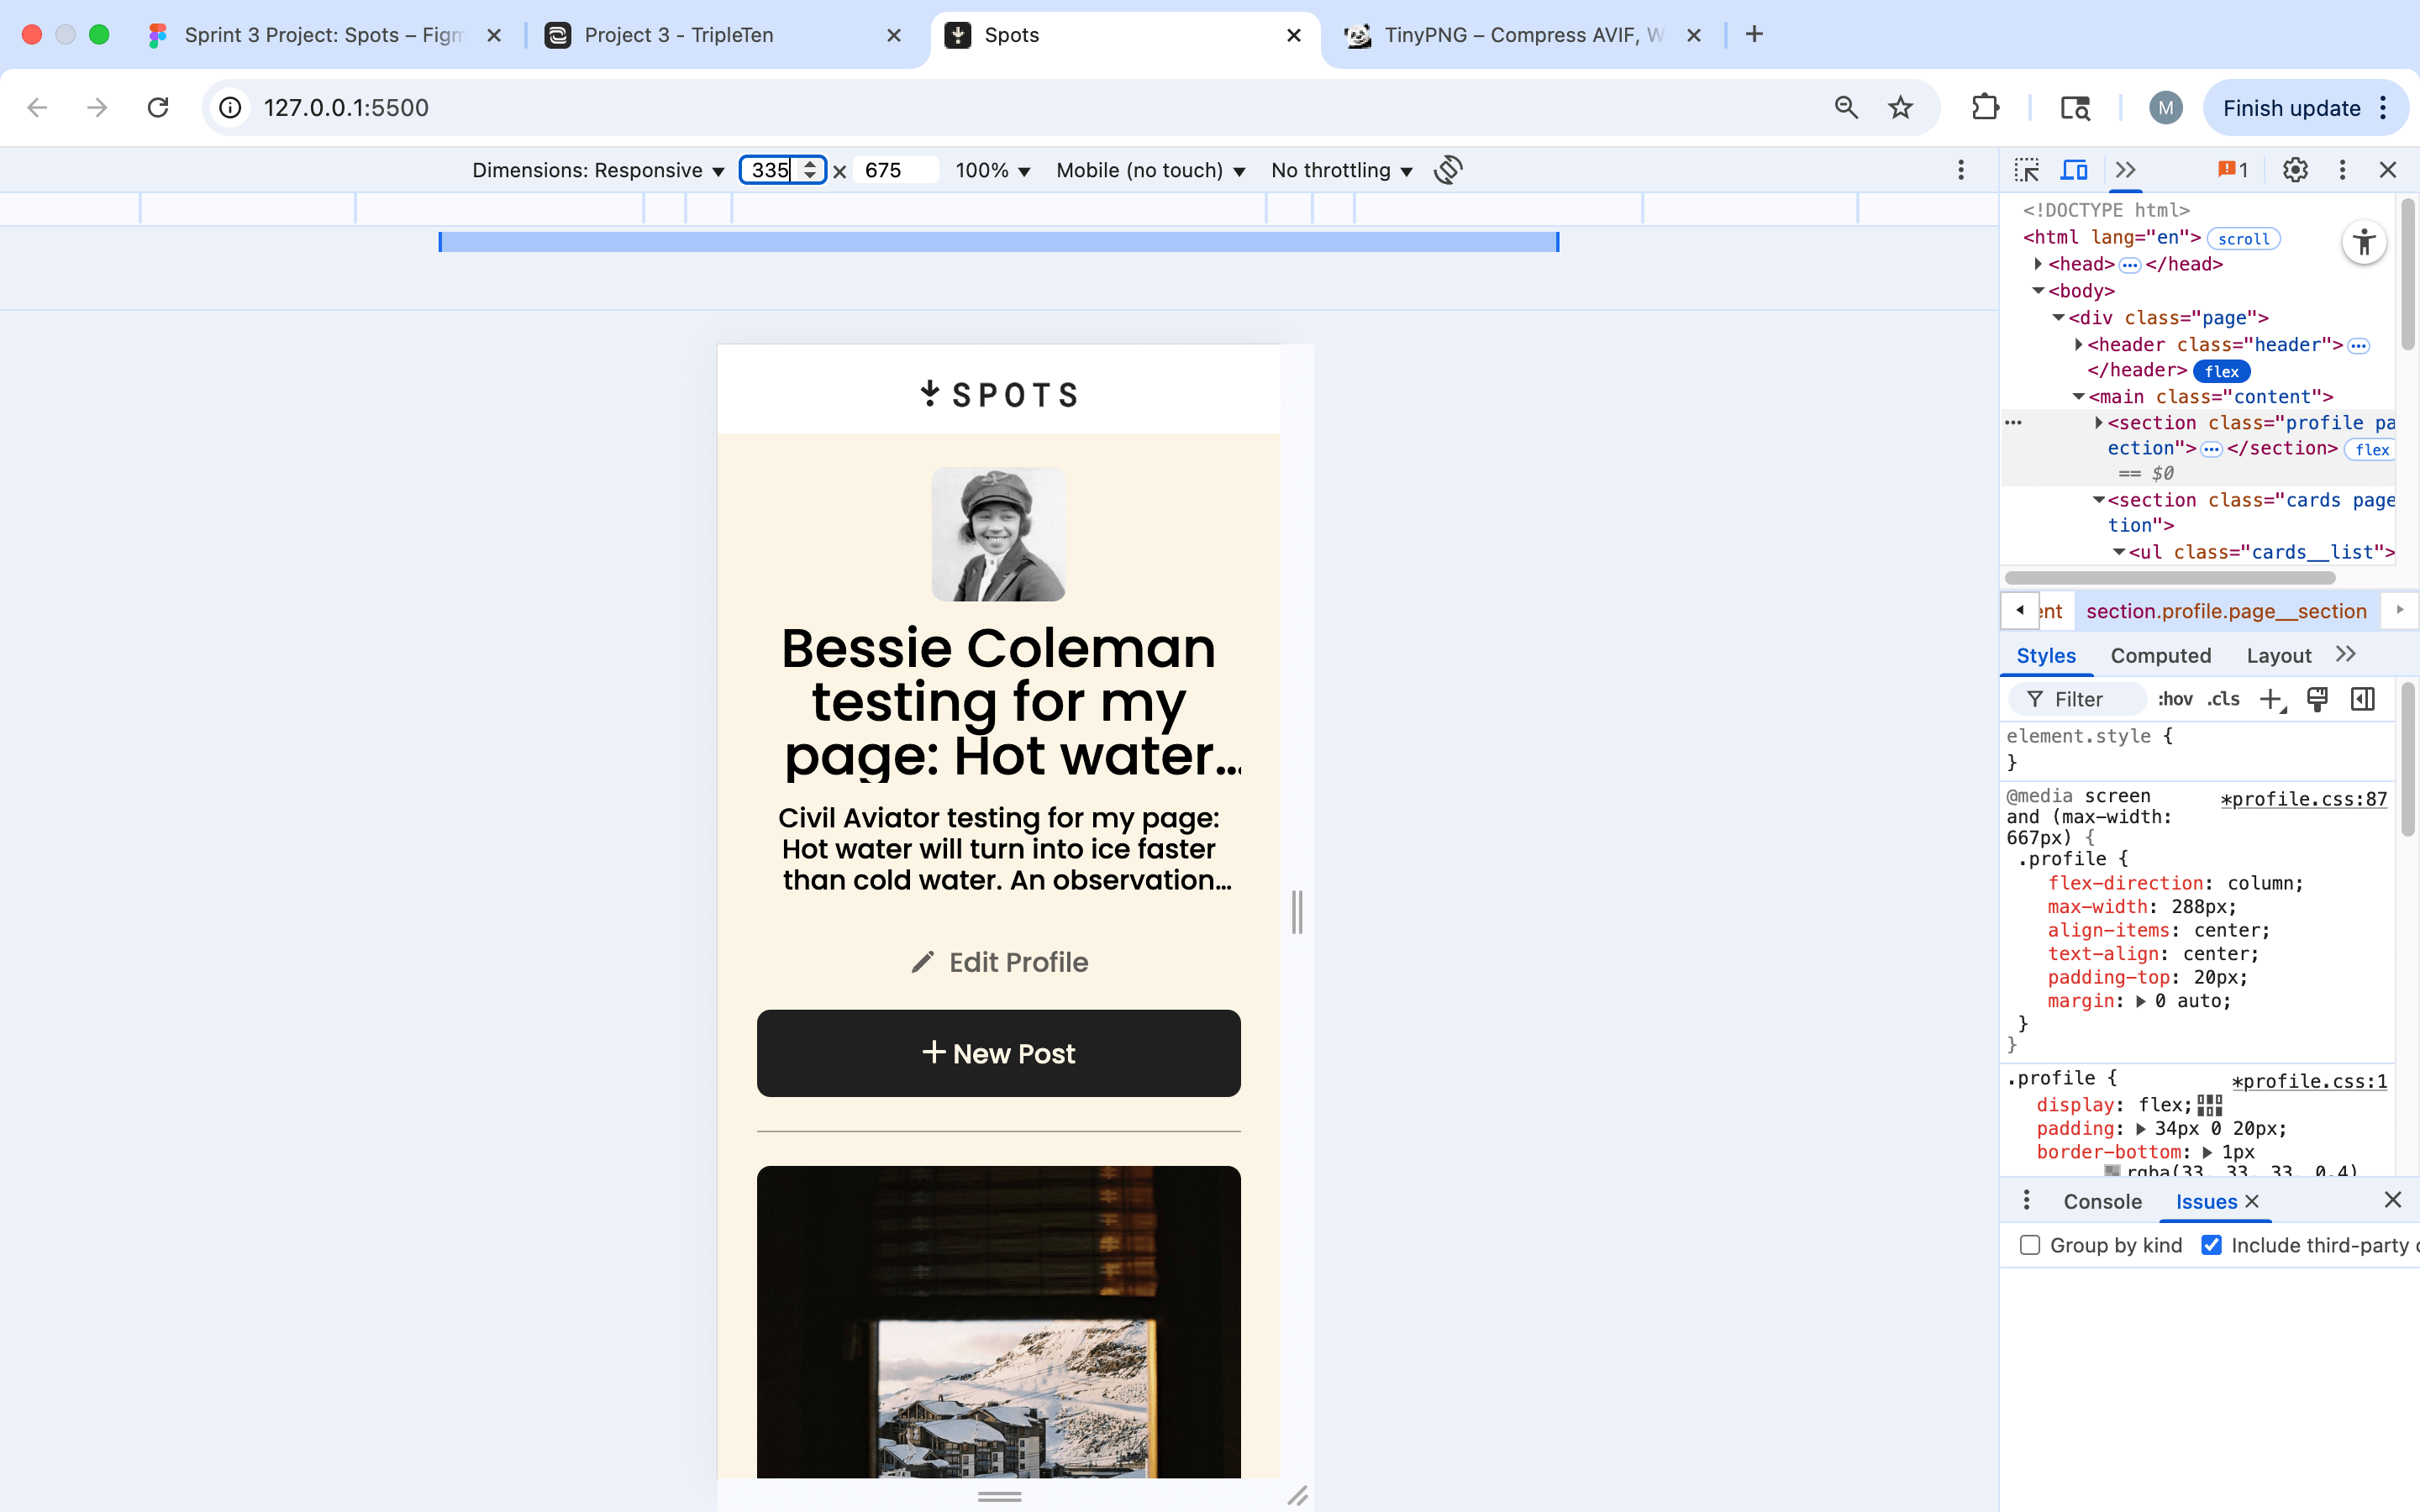 Sprint 3 Project: Spots – Figm
Project 3 - TripleTen
Spots
TinyPNG – Compress AVIF, W
127.0.0.1:5500
M
Finish update
Dimensions: Responsive
335
×
675
100%
Mobile (no touch)
No throttling
1
SPOTS
Bessie Coleman
testing for my
page: Hot water...
Civil Aviator testing for my page:
Hot water will turn into ice faster
than cold water. An observation...
Edit Profile
New Post
<!DOCTYPE html>
<html lang="en"> scroll
<head> ••• </head>
<body>
<div class="page">
<header class="header"> •••
</header> flex
<main class="content">
••• <section class="profile pa
ection"> ••• </section> flex
== $0
<section class="cards page
tion">
<ul class="cards__list">
ent
section.profile.page__section
Styles
Computed
Layout
Filter
:hov
.cls
element.style {
}
@media screen
and (max-width:
667px) {
*profile.css:87
.profile {
flex-direction: column;
max-width: 288px;
align-items: center;
text-align: center;
padding-top: 20px;
margin: 0 auto;
}
}
.profile {
*profile.css:1
display: flex;
padding: 34px 0 20px;
border-bottom: 1px
rgba(33, 33, 33, 0.4)
Console
Issues
Group by kind
Include third-party c